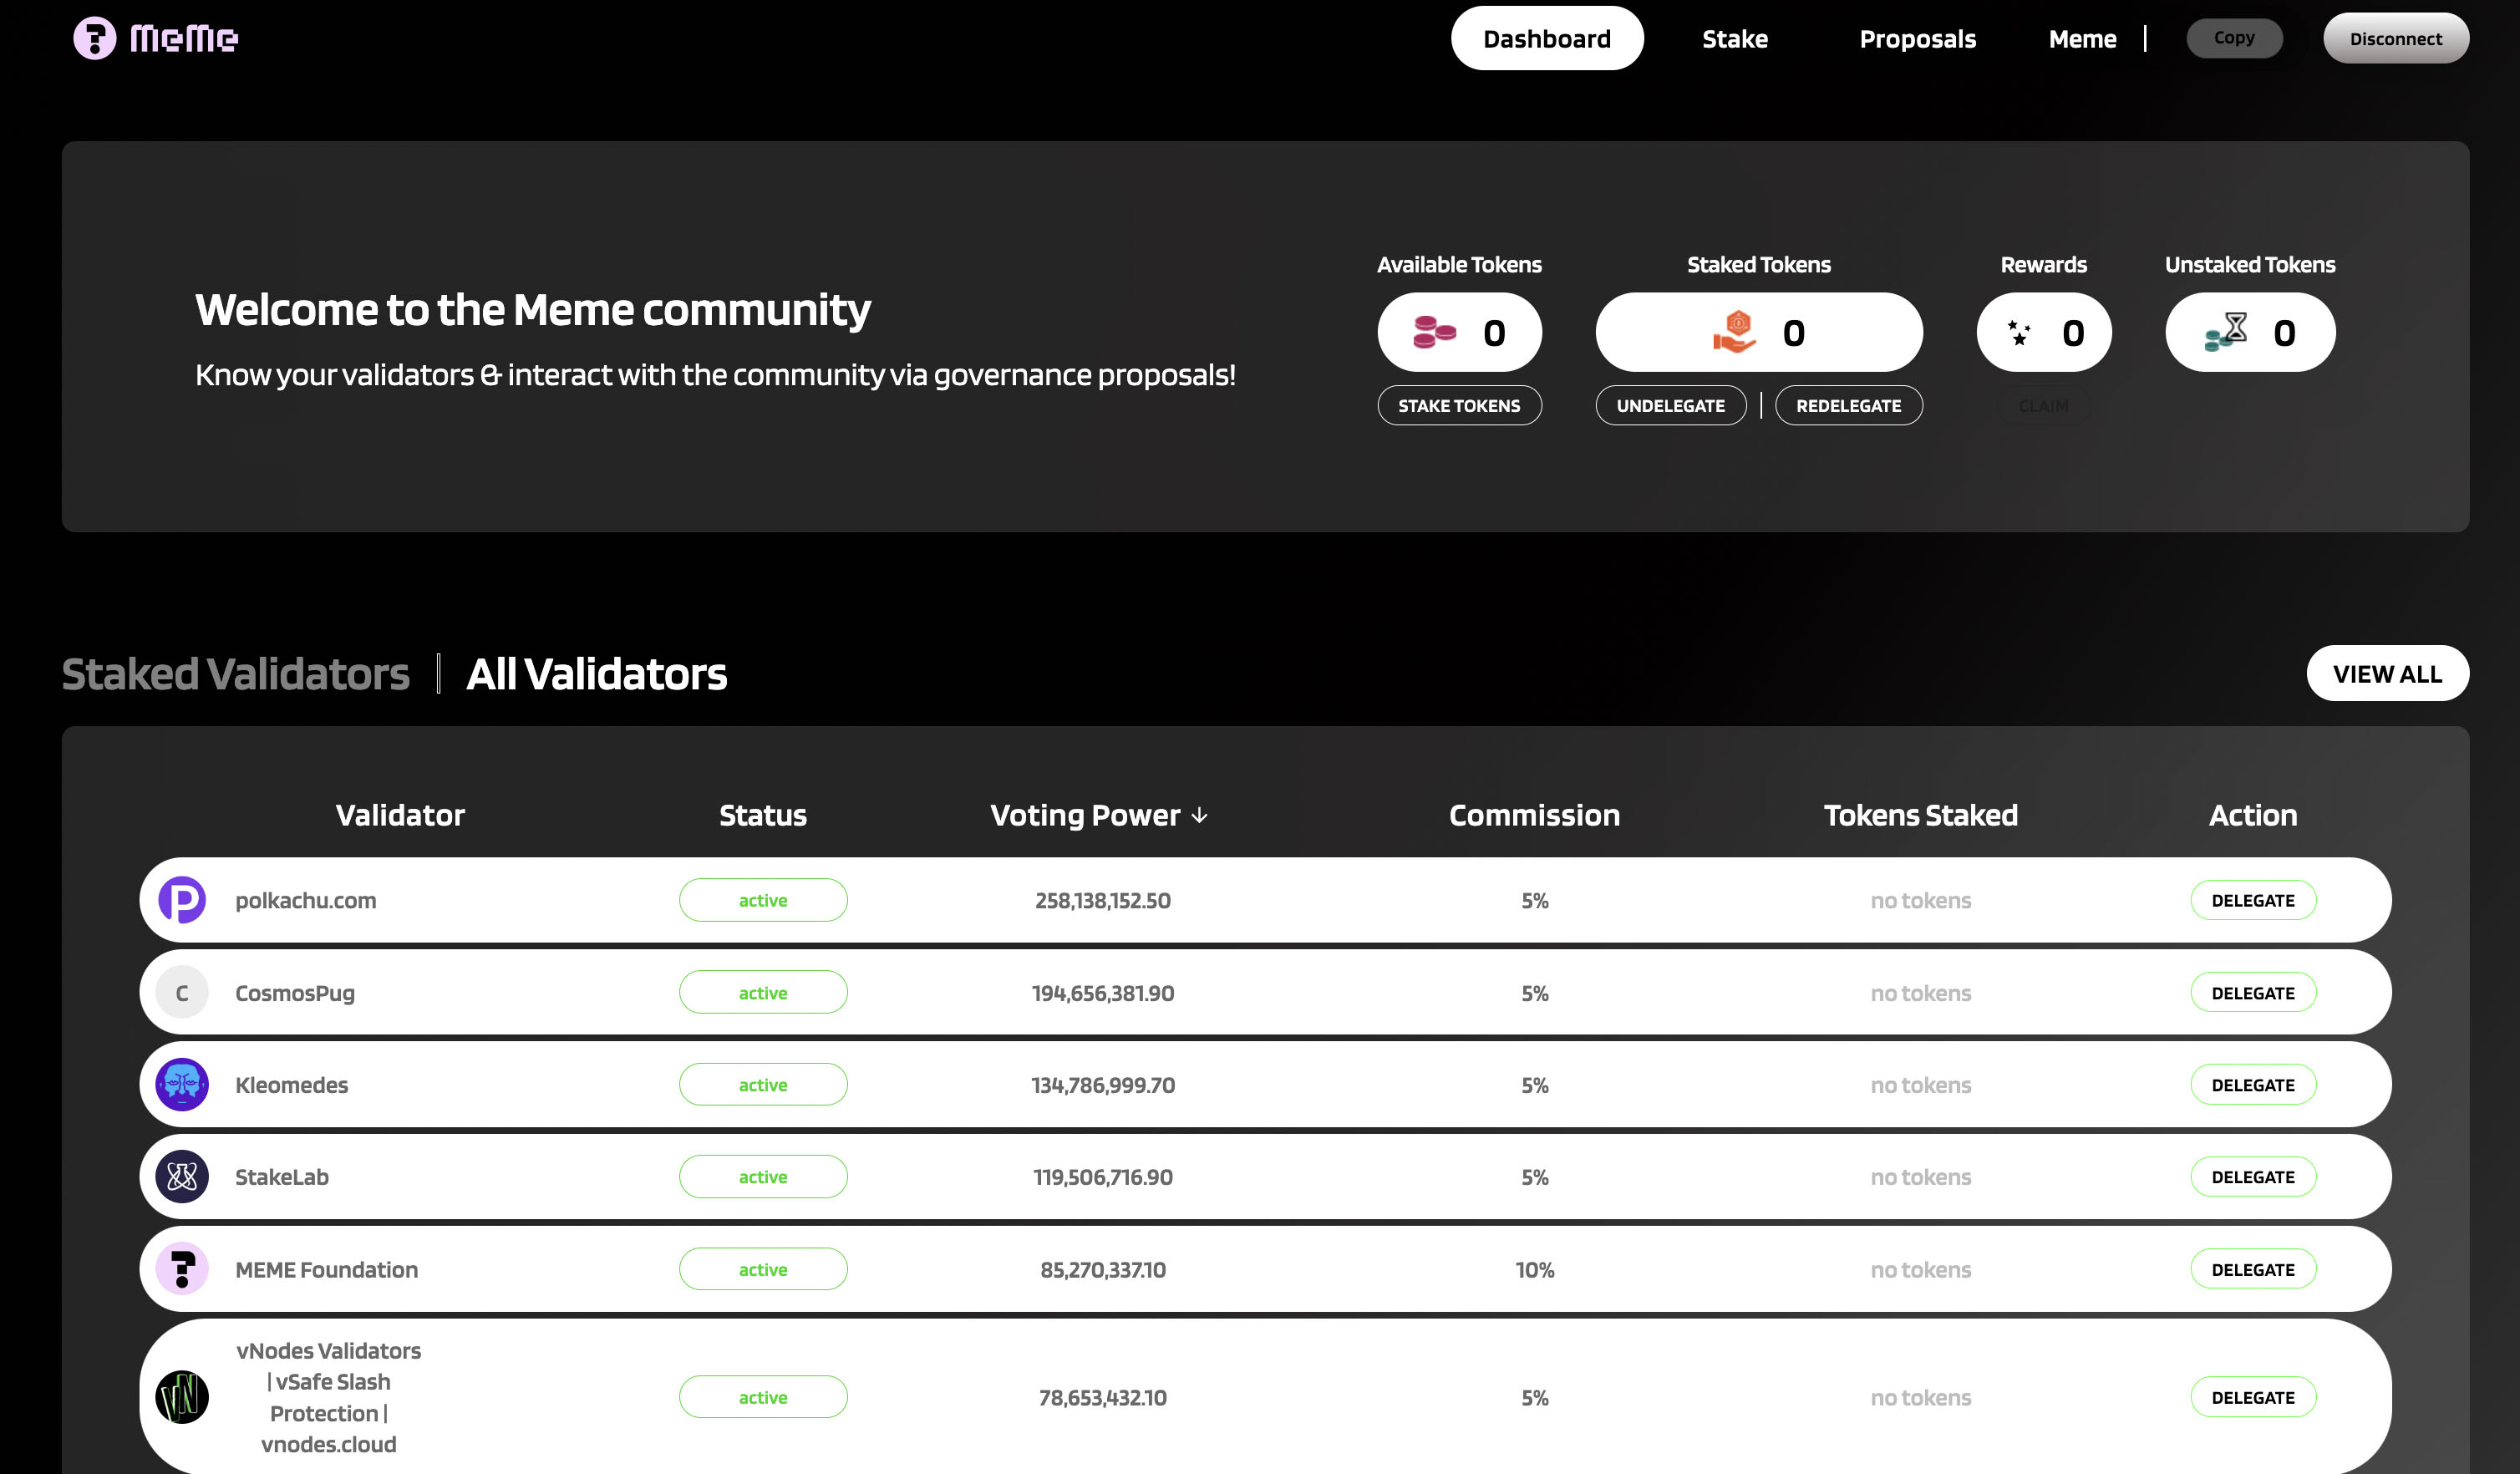 MeMe
Dashboard
Stake
Proposals
Meme
Copy
Disconnect
Welcome to the Meme community
Know your validators & interact with the community via governance proposals!
Available Tokens
0
STAKE TOKENS
Staked Tokens
0
UNDELEGATE | REDELEGATE
Rewards
0
CLAIM
Unstaked Tokens
0
Staked Validators | All Validators
VIEW ALL
Validator Status Voting Power ↓ Commission Tokens Staked Action
P polkachu.com active 258,138,152.50 5% no tokens DELEGATE
C CosmosPug active 194,656,381.90 5% no tokens DELEGATE
Kleomedes active 134,786,999.70 5% no tokens DELEGATE
StakeLab active 119,506,716.90 5% no tokens DELEGATE
? MEME Foundation active 85,270,337.10 10% no tokens DELEGATE
vNodes Validators
| vSafe Slash
Protection |
vnodes.cloud
VN active 78,653,432.10 5% no tokens DELEGATE